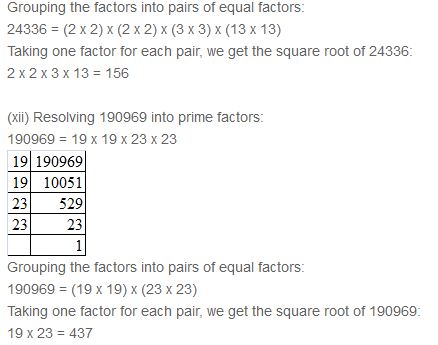 Grouping the factors into pairs of equal factors:
24336 = (2 x 2) x (2 x 2) x (3 x 3) x (13 x 13)
Taking one factor for each pair, we get the square root of 24336:
2 x 2 x 3 x 13 = 156
(xii) Resolving 190969 into prime factors:
190969 = 19 x 19 x 23 x 23
19 190969
19 10051
23 529
23 23
1
Grouping the factors into pairs of equal factors:
190969 = (19 x 19) x (23 x 23)
Taking one factor for each pair, we get the square root of 190969:
19 x 23 = 437